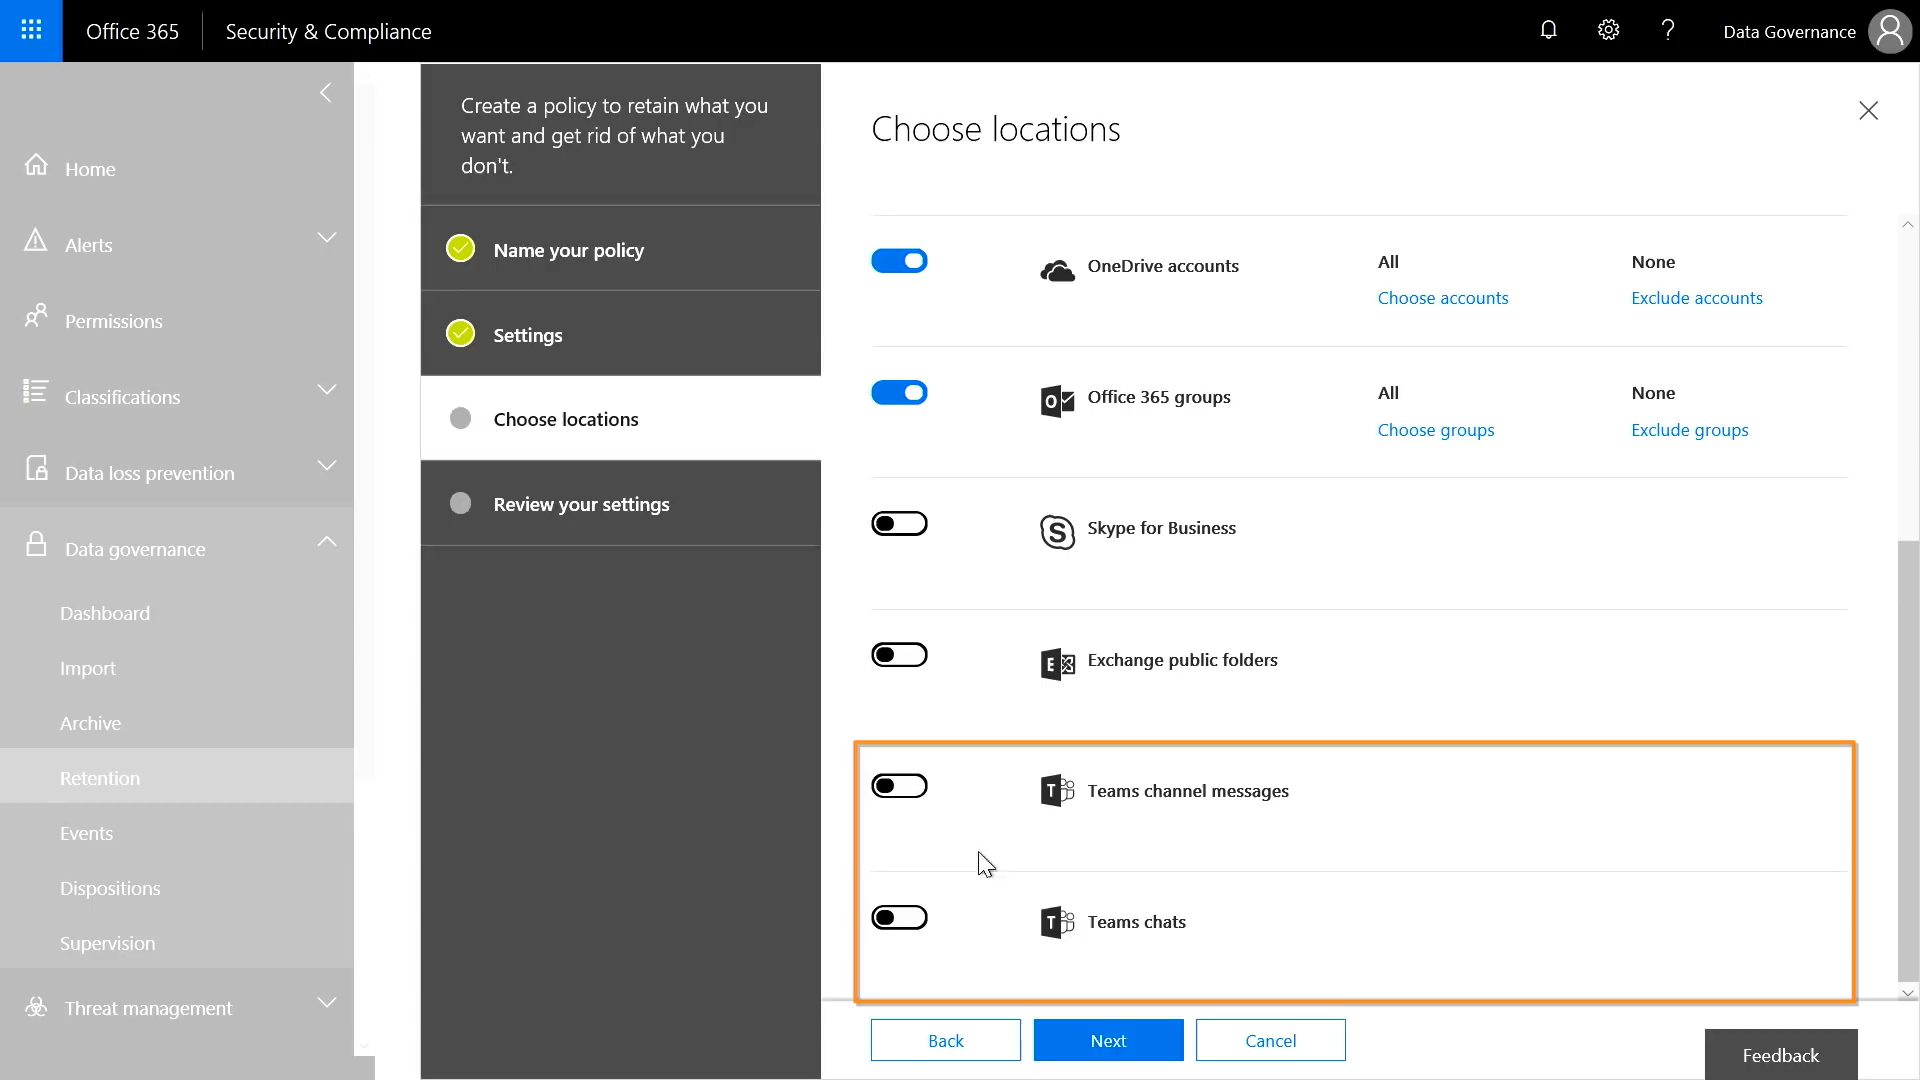 Office 365
Security & Compliance
?
Data Governance
Home
Alerts
Permissions
Classifications
Data loss prevention
Data governance
Dashboard
Import
Archive
Retention
Events
Dispositions
Supervision
Threat management
Create a policy to retain what you
want and get rid of what you
don't.
Name your policy
Settings
Choose locations
Review your settings
Choose locations
OneDrive accounts
All
None
Choose accounts
Exclude accounts
Office 365 groups
All
None
Choose groups
Exclude groups
Skype for Business
Exchange public folders
Teams channel messages
Teams chats
Back
Next
Cancel
Feedback